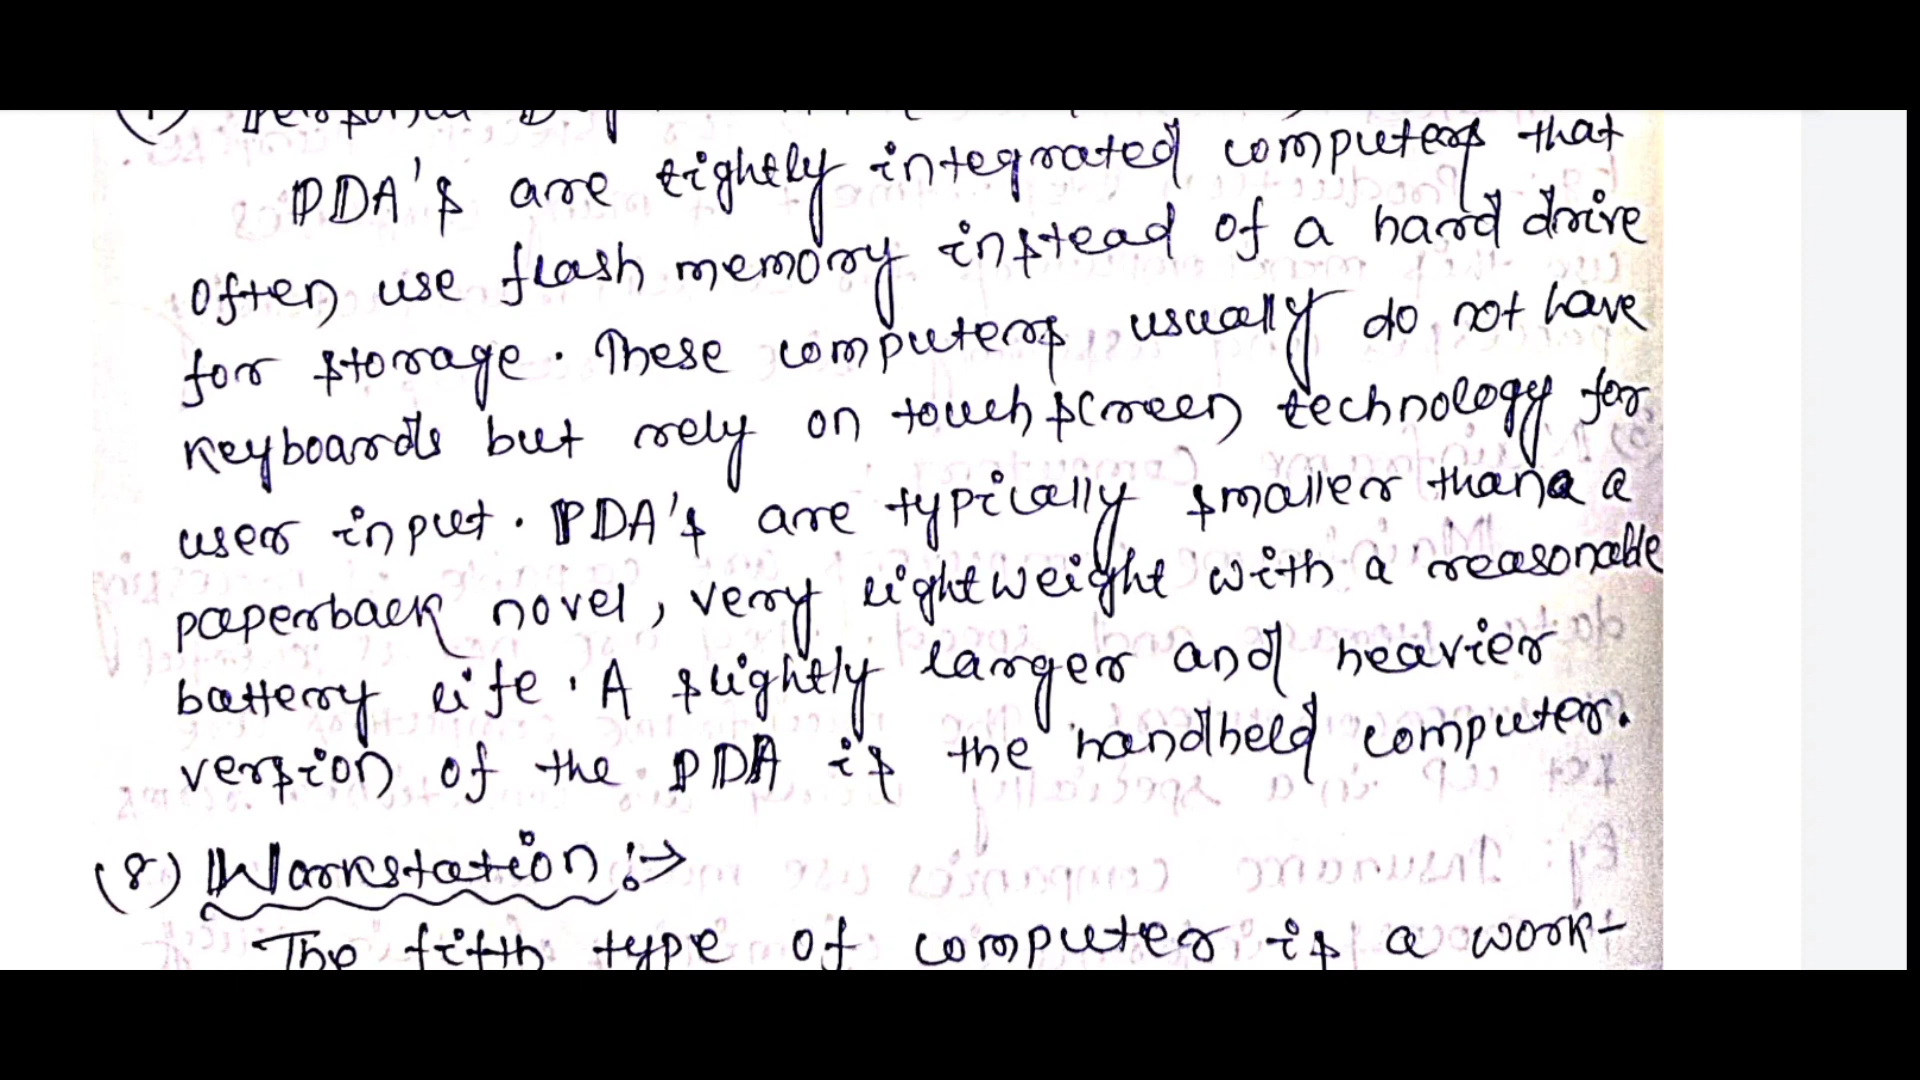 Personal
PDA's are tightly integrated computers that
often use flash memory instead of a hard drive
for storage. These computers usually do not have
keyboards but rely on touch screen technology for
user input. PDA's are typically smaller than a
paperback novel, very lightweight with a reasonable
battery life. A slightly larger and heavier
version of the PDA is the handheld computer.
(8) Workstation :→
The fifth type of computer is a work-